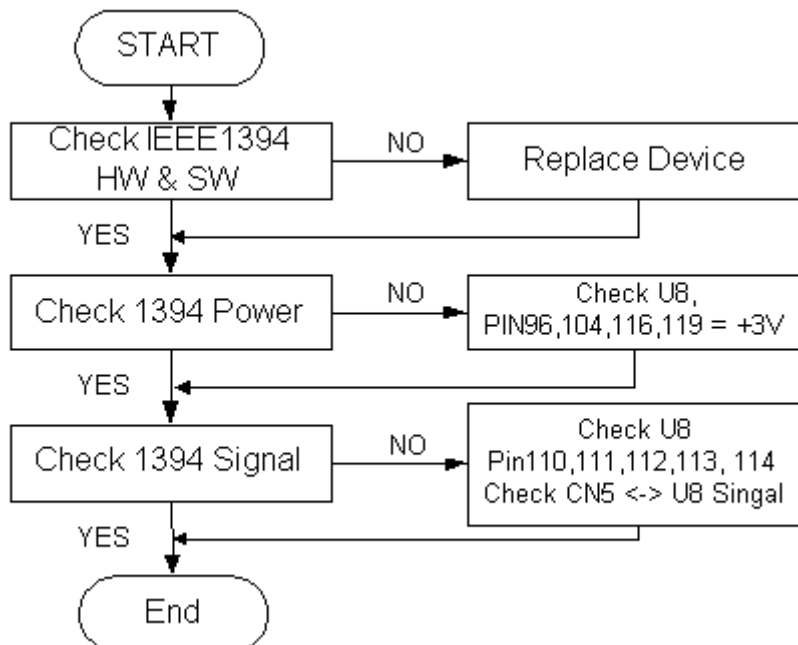 START
Check IEEE1394
HW & SW
NO
Replace Device
YES
Check 1394 Power
NO
Check U8,
PIN96,104,116,119 = +3V
YES
Check 1394 Signal
NO
Check U8
Pin110,111,112,113, 114
Check CN5 <-> U8 Singal
YES
End